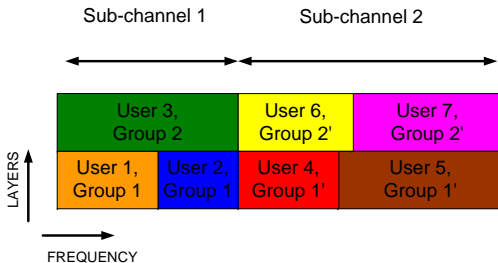 Sub-channel 1
Sub-channel 2
User 3,
Group 2
User 6,
Group 2'
User 7,
Group 2'
User 1,
Group 1
User 2,
Group 1
User 4,
Group 1'
User 5,
Group 1'
LAYERS
FREQUENCY